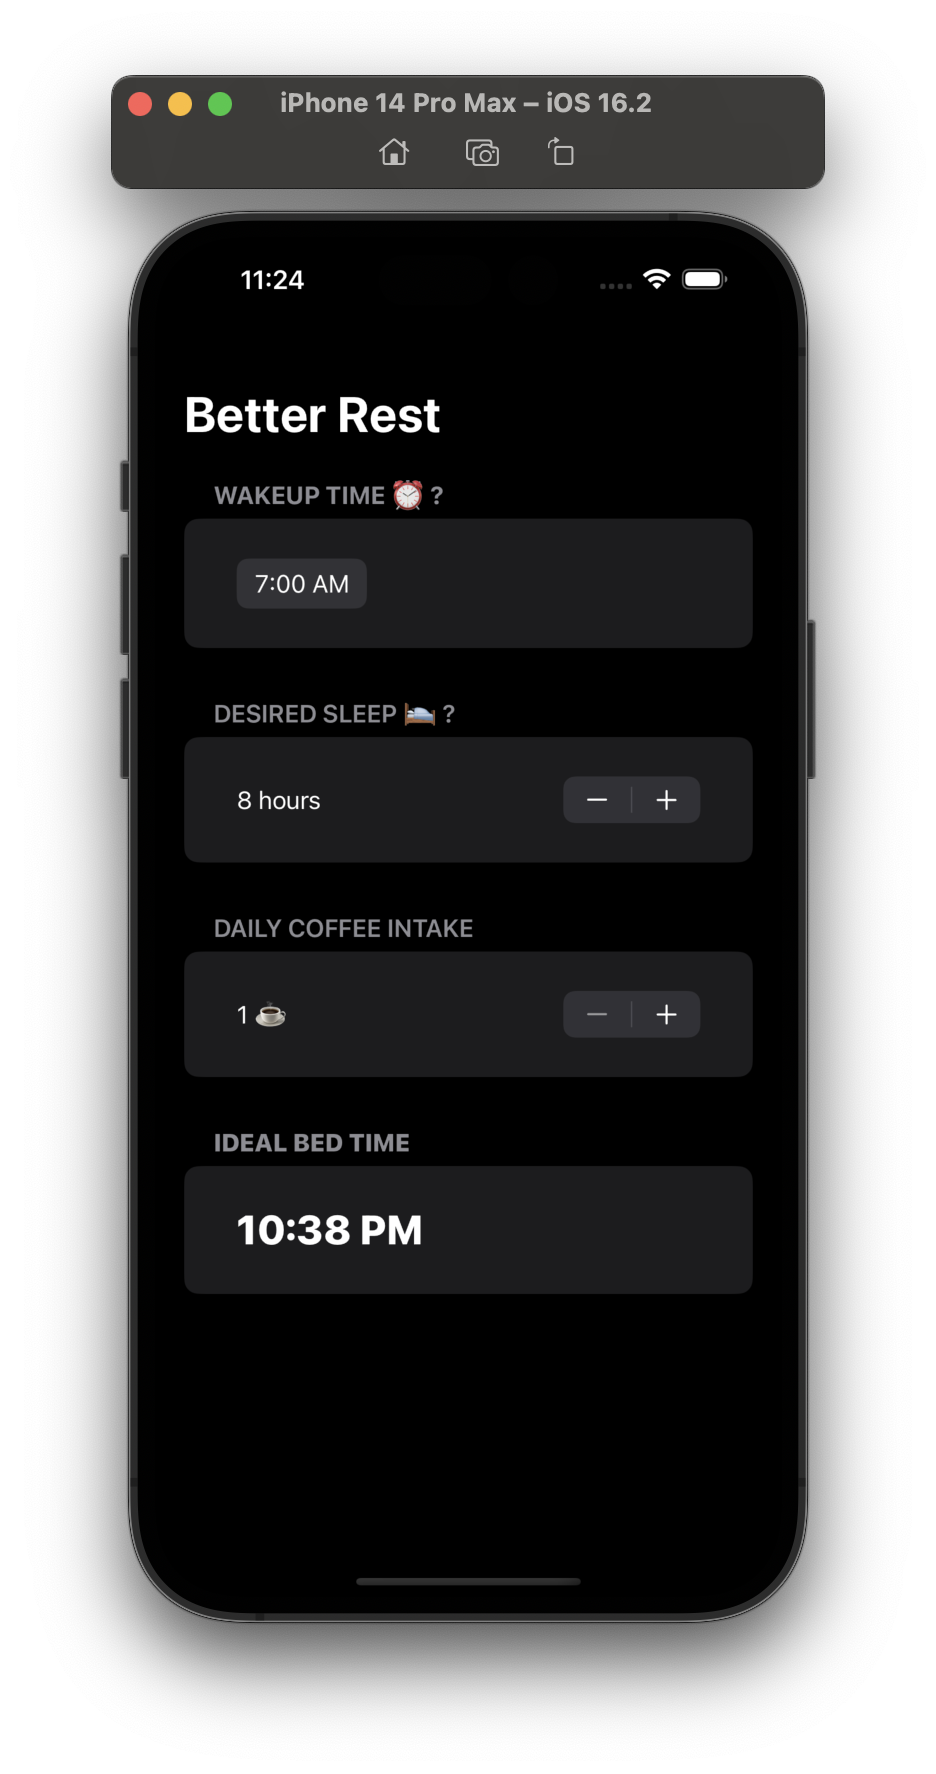 iPhone 14 Pro Max – iOS 16.2
11:24
Better Rest
WAKEUP TIME ⏰ ?
7:00 AM
DESIRED SLEEP 🛌 ?
8 hours
DAILY COFFEE INTAKE
1 ☕
IDEAL BED TIME
10:38 PM